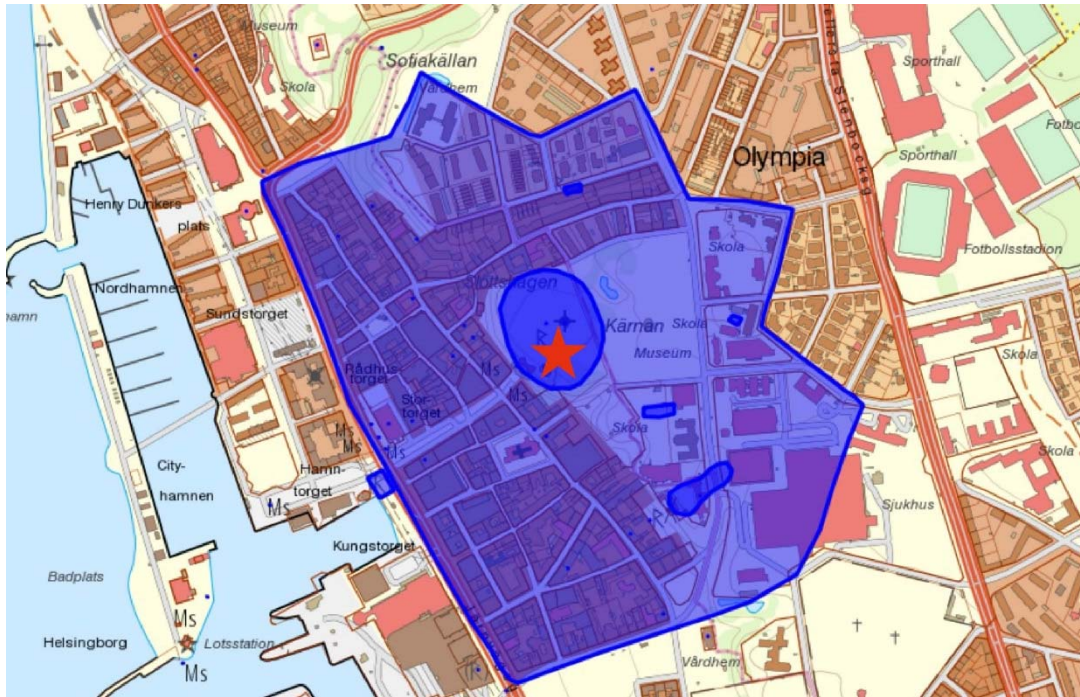 Museum
Sofiakällan
Vårdhem
Skola
Sporthall
Olympia
Sporthall
Henry Dunkers
plats
Skola
Fotbollsstadion
Nordhamnen
Slottshagen
Sundstorget
Kärnan
Skola
Museum
Skola
Rådhus-
torget
Ms
Stor-
torget
Ms
Skola
Ms
Ms
Ms
City-
hamnen
Hamn-
torget
Ms
Sjukhus
Kungstorget
Badplats
Ms
Helsingborg
Lotsstation
Ms
Vårdhem